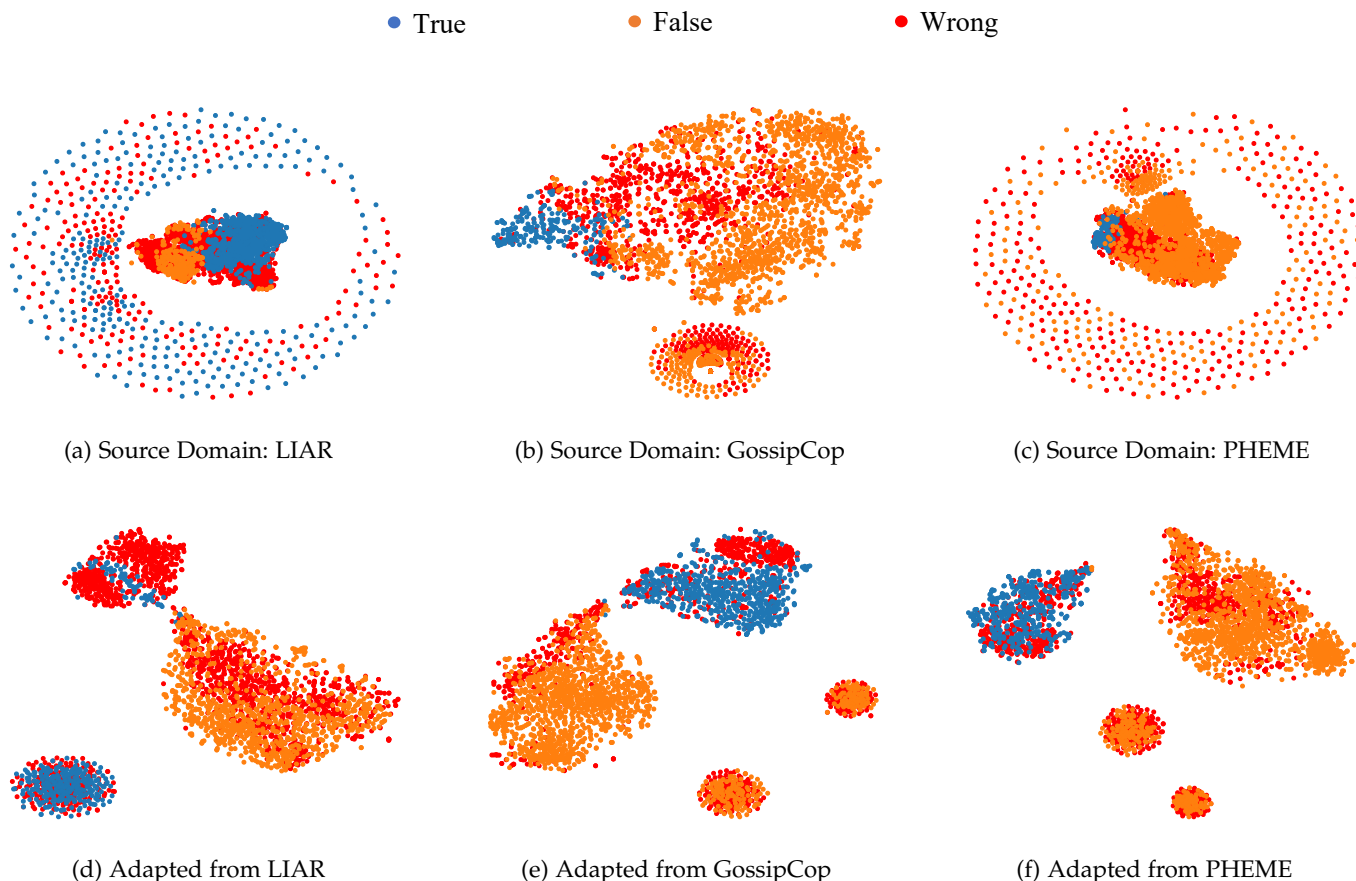 True False Wrong
(a) Source Domain: LIAR (b) Source Domain: GossipCop (c) Source Domain: PHEME
(d) Adapted from LIAR (e) Adapted from GossipCop (f) Adapted from PHEME